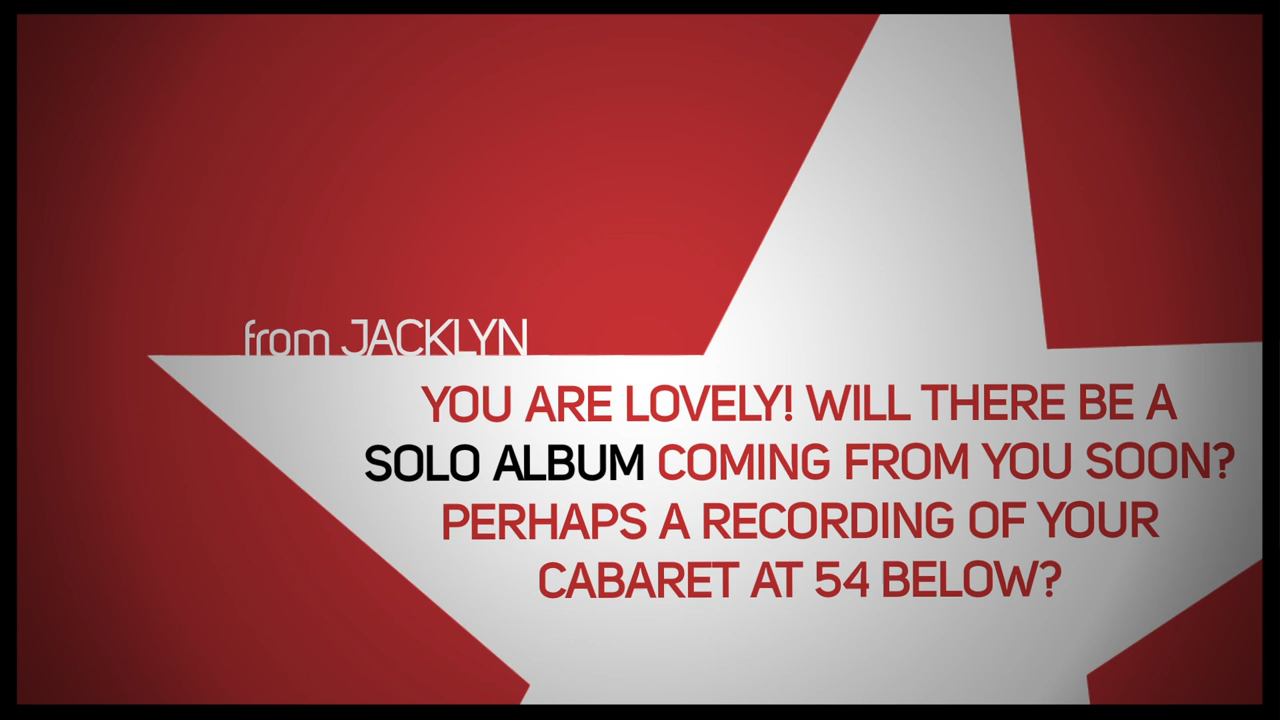 from JACKLYN
YOU ARE LOVELY! WILL THERE BE A
SOLO ALBUM COMING FROM YOU SOON?
PERHAPS A RECORDING OF YOUR
CABARET AT 54 BELOW?